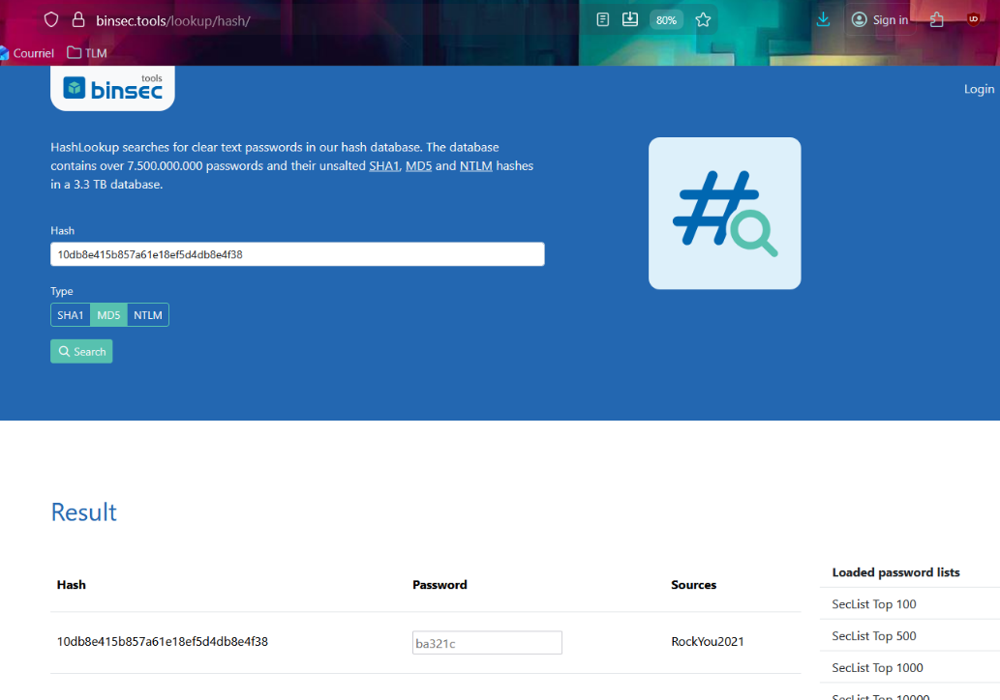 binsec.tools/lookup/hash/
80%
Sign in
Courriel
TLM
tools
binsec
Login
HashLookup searches for clear text passwords in our hash database. The database
contains over 7.500.000.000 passwords and their unsalted SHA1, MD5 and NTLM hashes
in a 3.3 TB database.
Hash
10db8e415b857a61e18ef5d4db8e4f38
Type
SHA1 MD5 NTLM
Search
Result
Loaded password lists
Hash Password Sources
SecList Top 100
10db8e415b857a61e18ef5d4db8e4f38 ba321c RockYou2021
SecList Top 500
SecList Top 1000
SecList Top 10000